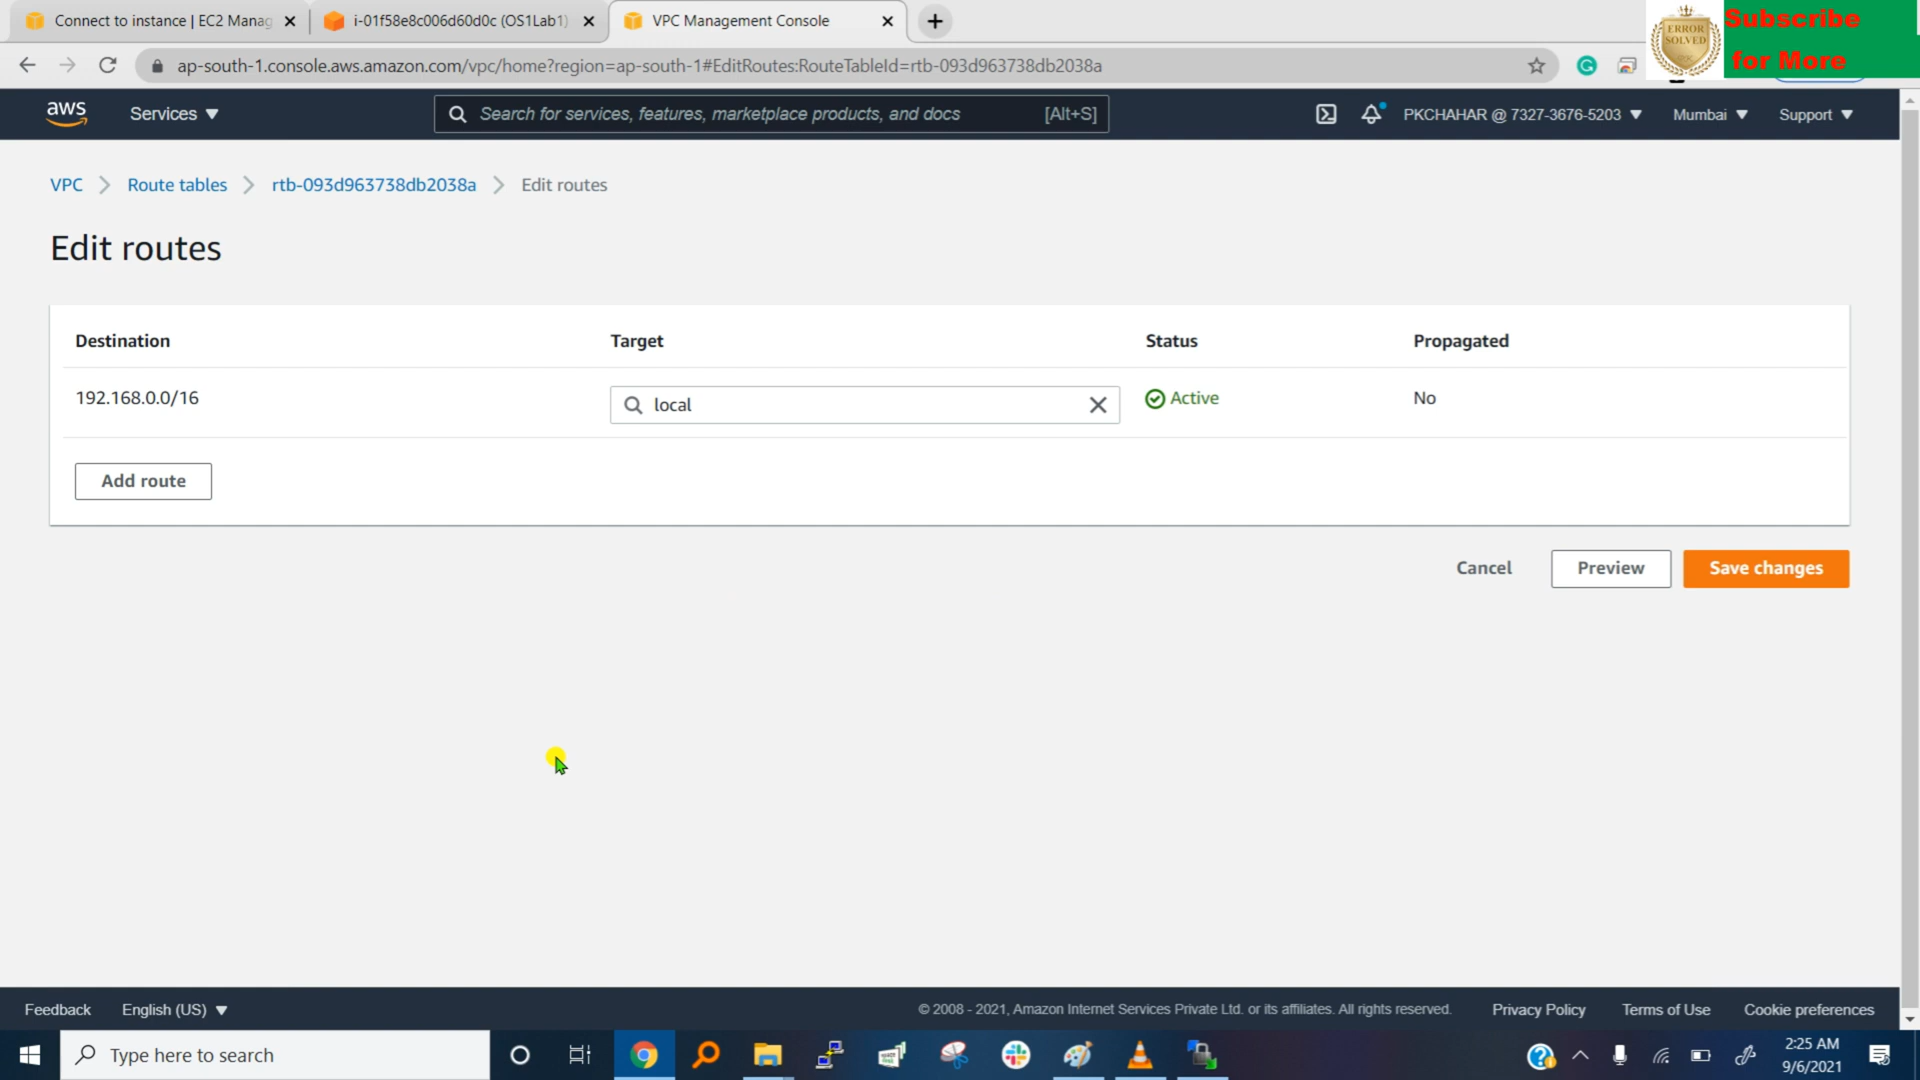 Connect to instance | EC2 Manag
i-01f58e8c006d60d0c (OS1Lab1)
VPC Management Console
ERROR
SOLVED
Subscribe
for More
ap-south-1.console.aws.amazon.com/vpc/home?region=ap-south-1#EditRoutes:RouteTableId=rtb-093d963738db2038a
aws
Services
Search for services, features, marketplace products, and docs
[Alt+S]
PKCHAHAR @ 7327-3676-5203
Mumbai
Support
VPC
Route tables
rtb-093d963738db2038a
Edit routes
Edit routes
Destination
Target
Status
Propagated
192.168.0.0/16
local
Active
No
Add route
Cancel
Preview
Save changes
Feedback
English (US)
© 2008 - 2021, Amazon Internet Services Private Ltd. or its affiliates. All rights reserved.
Privacy Policy
Terms of Use
Cookie preferences
Type here to search
2:25 AM
9/6/2021